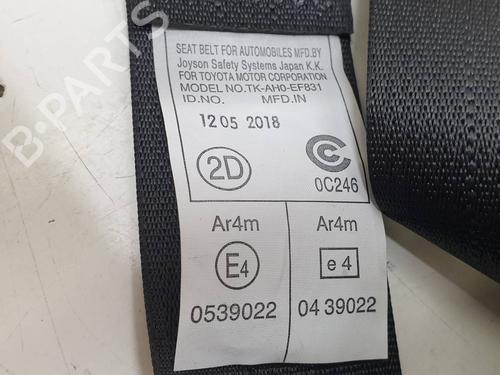 SEAT BELT FOR AUTOMOBILES MFD.BY
Joyson Safety Systems Japan K.K.
FOR TOYOTA MOTOR CORPORATION
MODEL NO.TK-AH0-EF831
ID.NO. MFD.IN
12 05 2018
2D
C
0C246
Ar4m Ar4m
E4 e 4
0539022 04 39022
B-Parts